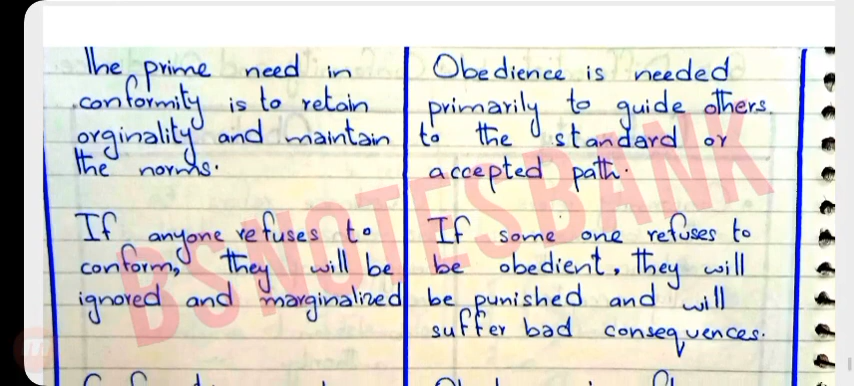 The prime need in
conformity is to retain
orginality and maintain
the norms.
If anyone refuses to
conform, they will be
ignored and marginalized
Obedience is needed
primarily to guide others
to the standard or
accepted path.
If some one refuses to
be obedient, they will
be punished and will
suffer bad consequences.
BSNOTESBANK